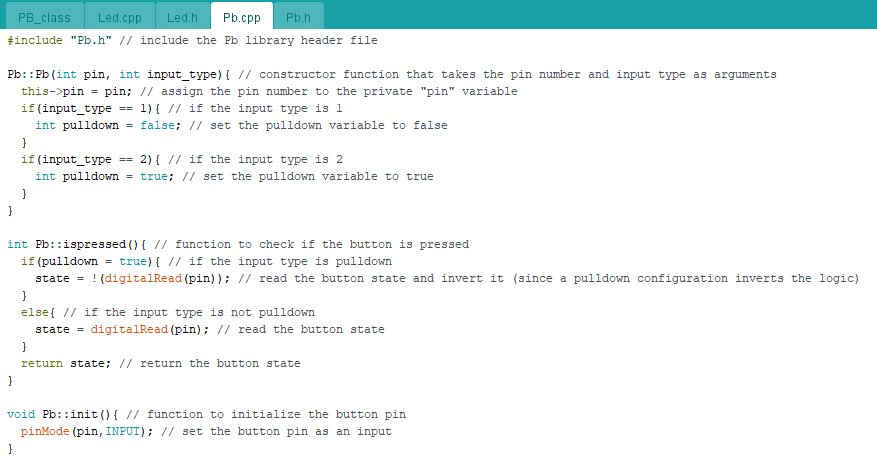 PB_class Led.cpp Led.h Pb.cpp Pb.h
#include "Pb.h" // include the Pb library header file

Pb::Pb(int pin, int input_type){ // constructor function that takes the pin number and input type as arguments
  this->pin = pin; // assign the pin number to the private "pin" variable
  if(input_type == 1){ // if the input type is 1
    int pulldown = false; // set the pulldown variable to false
  }
  if(input_type == 2){ // if the input type is 2
    int pulldown = true; // set the pulldown variable to true
  }
}

int Pb::ispressed(){ // function to check if the button is pressed
  if(pulldown = true){ // if the input type is pulldown
    state = !(digitalRead(pin)); // read the button state and invert it (since a pulldown configuration inverts the logic)
  }
  else{ // if the input type is not pulldown
    state = digitalRead(pin); // read the button state
  }
  return state; // return the button state
}

void Pb::init(){ // function to initialize the button pin
  pinMode(pin,INPUT); // set the button pin as an input
}